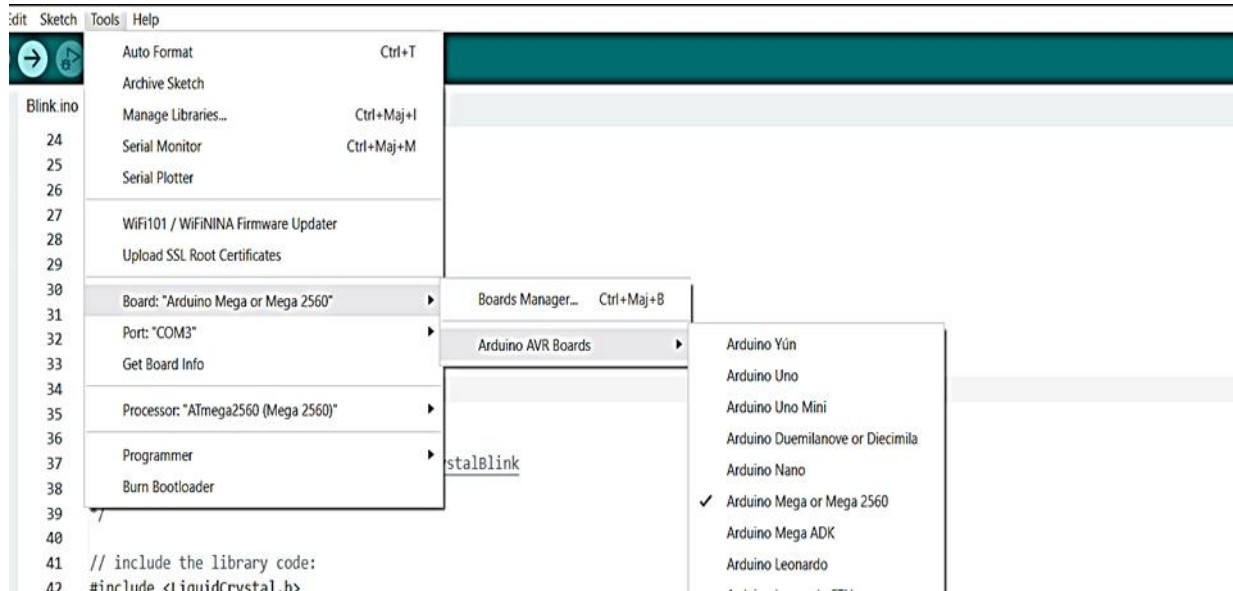 Edit Sketch Tools Help
Blink.ino
Auto Format Ctrl+T
Archive Sketch
Manage Libraries... Ctrl+Maj+I
Serial Monitor Ctrl+Maj+M
Serial Plotter
WiFi101 / WiFiNINA Firmware Updater
Upload SSL Root Certificates
Board: "Arduino Mega or Mega 2560"
Port: "COM3"
Get Board Info
Processor: "ATmega2560 (Mega 2560)"
Programmer
Burn Bootloader
Boards Manager... Ctrl+Maj+B
Arduino AVR Boards
Arduino Yún
Arduino Uno
Arduino Uno Mini
Arduino Duemilanove or Diecimila
Arduino Nano
Arduino Mega or Mega 2560
Arduino Mega ADK
Arduino Leonardo
24
25
26
27
28
29
30
31
32
33
34
35
36
37 stalBlink
38
39 */
40
41 // include the library code:
42 #include <LiquidCrystal.h>